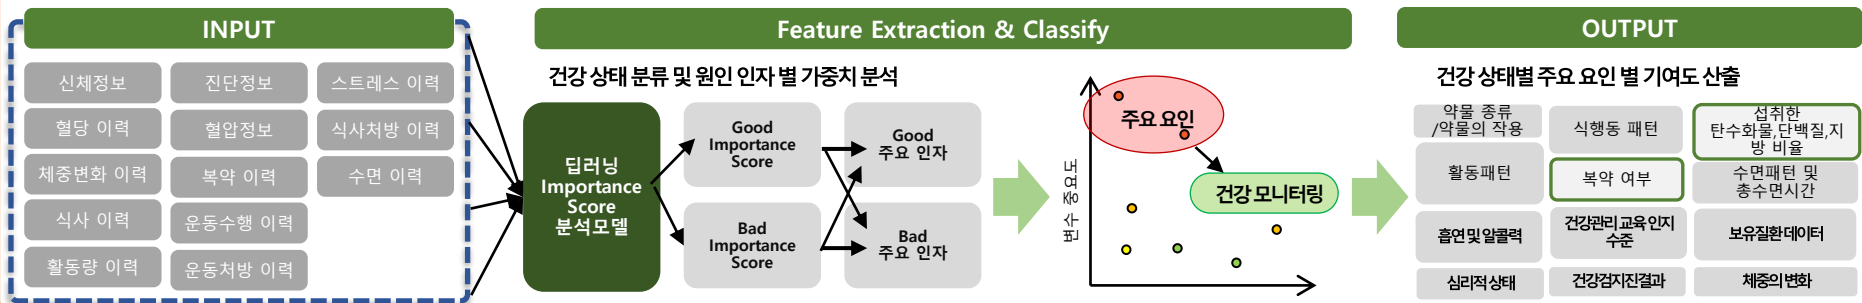 INPUT
신체정보
진단정보
스트레스 이력
혈당 이력
혈압정보
식사처방 이력
체중변화 이력
복약 이력
수면 이력
식사 이력
운동수행 이력
활동량 이력
운동처방 이력
Feature Extraction & Classify
건강 상태 분류 및 원인 인자 별 가중치 분석
딥러닝
Importance
Score
분석모델
Good
Importance
Score
Good
주요 인자
Bad
Importance
Score
Bad
주요 인자
변수 중요도
주요 요인
건강 모니터링
OUTPUT
건강 상태별 주요 요인 별 기여도 산출
약물 종류
/약물의 작용
식행동 패턴
섭취한
탄수화물,단백질,지
방 비율
활동패턴
복약 여부
수면패턴 및
총수면시간
흡연 및 알콜력
건강관리 교육 인지
수준
보유질환 데이터
심리적 상태
건강검지진결과
체중의 변화